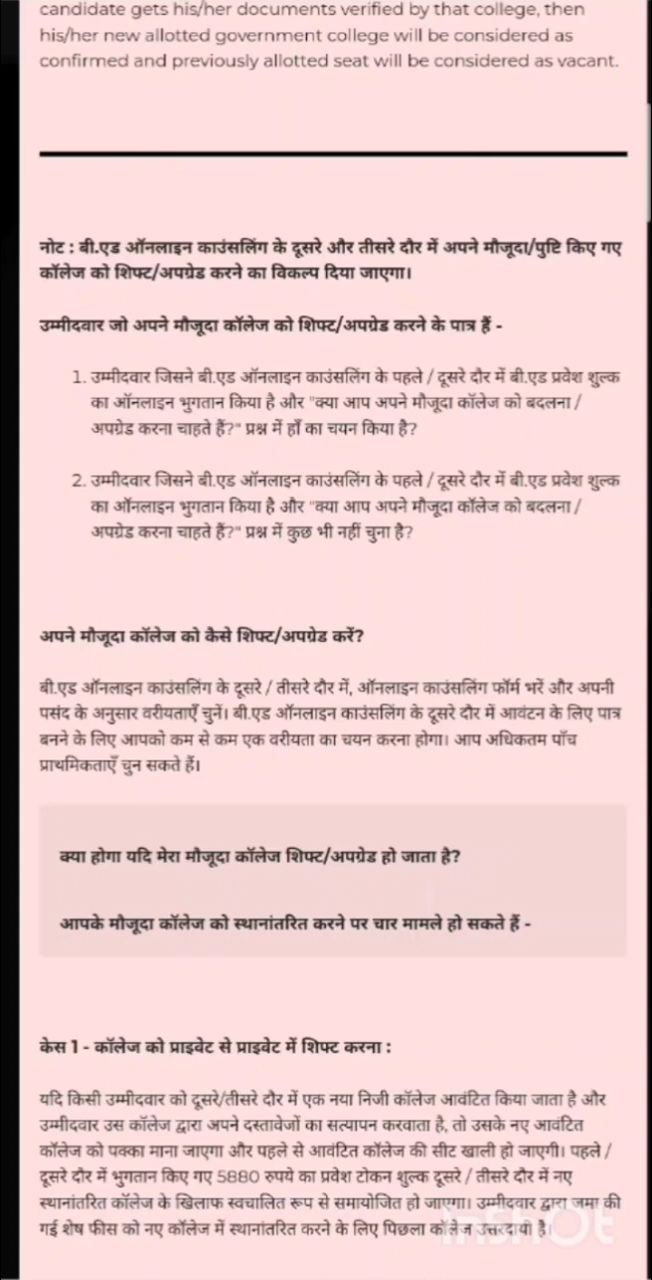 candidate gets his/her documents verified by that college, then
his/her new allotted government college will be considered as
confirmed and previously allotted seat will be considered as vacant.
नोट : बी.एड ऑनलाइन काउंसलिंग के दूसरे और तीसरे दौर में अपने मौजूदा/पुष्टि किए गए
कॉलेज को शिफ्ट/अपग्रेड करने का विकल्प दिया जाएगा।
उम्मीदवार जो अपने मौजूदा कॉलेज को शिफ्ट/अपग्रेड करने के पात्र हैं -
1. उम्मीदवार जिसने बी.एड ऑनलाइन काउंसलिंग के पहले / दूसरे दौर में बी.एड प्रवेश शुल्क
का ऑनलाइन भुगतान किया है और "क्या आप अपने मौजूदा कॉलेज को बदलना /
अपग्रेड करना चाहते हैं?" प्रश्न में हाँ का चयन किया है?
2. उम्मीदवार जिसने बी.एड ऑनलाइन काउंसलिंग के पहले / दूसरे दौर में बी.एड प्रवेश शुल्क
का ऑनलाइन भुगतान किया है और "क्या आप अपने मौजूदा कॉलेज को बदलना /
अपग्रेड करना चाहते हैं?" प्रश्न में कुछ भी नहीं चुना है?
अपने मौजूदा कॉलेज को कैसे शिफ्ट/अपग्रेड करें?
बी.एड ऑनलाइन काउंसलिंग के दूसरे / तीसरे दौर में, ऑनलाइन काउंसलिंग फॉर्म भरें और अपनी
पसंद के अनुसार वरीयताएँ चुनें। बी.एड ऑनलाइन काउंसलिंग के दूसरे दौर में आवंटन के लिए पात्र
बनने के लिए आपको कम से कम एक वरीयता का चयन करना होगा। आप अधिकतम पाँच
प्राथमिकताएँ चुन सकते हैं।
क्या होगा यदि मेरा मौजूदा कॉलेज शिफ्ट/अपग्रेड हो जाता है?
आपके मौजूदा कॉलेज को स्थानांतरित करने पर चार मामले हो सकते हैं -
केस 1 - कॉलेज को प्राइवेट से प्राइवेट में शिफ्ट करना :
यदि किसी उम्मीदवार को दूसरे/तीसरे दौर में एक नया निजी कॉलेज आवंटित किया जाता है और
उम्मीदवार उस कॉलेज द्वारा अपने दस्तावेजों का सत्यापन करवाता है, तो उसके नए आवंटित
कॉलेज को पक्का माना जाएगा और पहले से आवंटित कॉलेज की सीट खाली हो जाएगी। पहले /
दूसरे दौर में भुगतान किए गए 5880 रुपये का प्रवेश टोकन शुल्क दूसरे / तीसरे दौर में नए
स्थानांतरित कॉलेज के खिलाफ स्वचालित रूप से समायोजित हो जाएगा। उम्मीदवार द्वारा जमा की
गई शेष फीस को नए कॉलेज में स्थानांतरित करने के लिए पिछला कॉलेज उत्तरदायी है।
InShOt